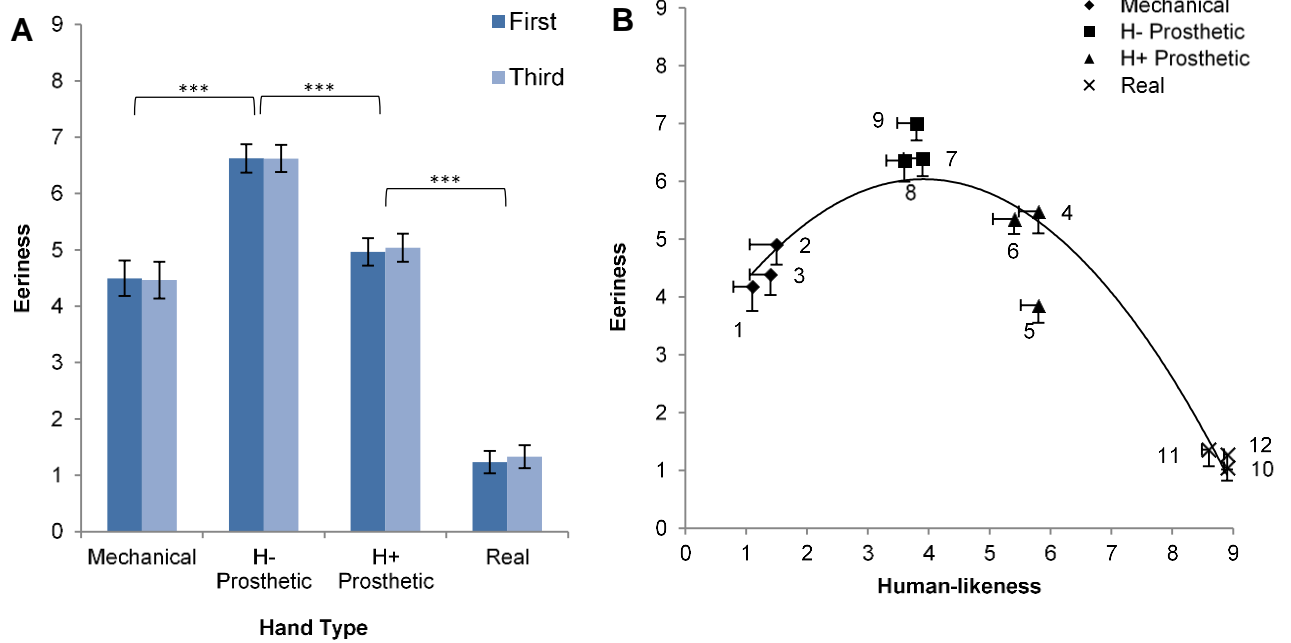 A
First
Third
***
***
***
9
8
7
6
5
4
3
2
1
0
Eeriness
Mechanical
H-
Prosthetic
H+
Prosthetic
Real
Hand Type
B
Mechanical
H- Prosthetic
H+ Prosthetic
Real
9
8
7
6
5
4
3
2
1
0
Eeriness
9
7
8
4
6
2
3
5
1
12
11
10
0 1 2 3 4 5 6 7 8 9
Human-likeness